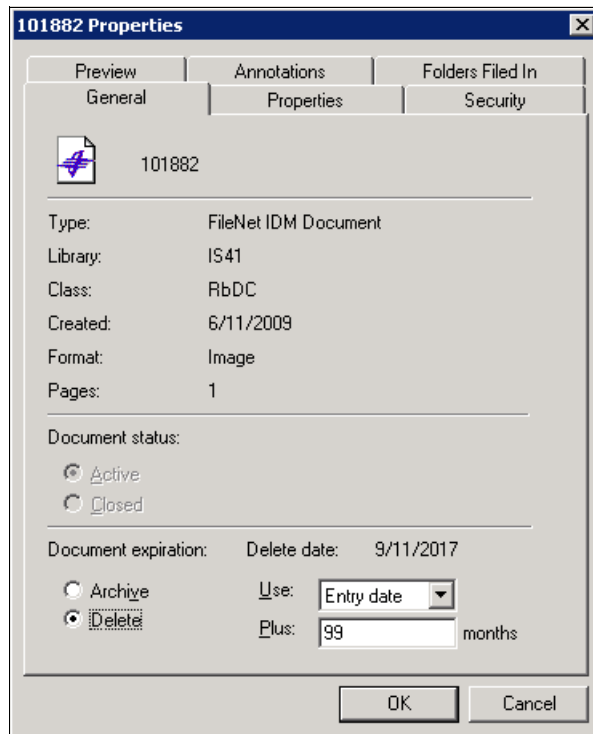 101882 Properties
Preview Annotations Folders Filed In
General Properties Security
101882
Type: FileNet IDM Document
Library: IS41
Class: RbDC
Created: 6/11/2009
Format: Image
Pages: 1
Document status:
Active
Closed
Document expiration: Delete date: 9/11/2017
Archive Use: Entry date
Delete Plus: 99 months
OK Cancel